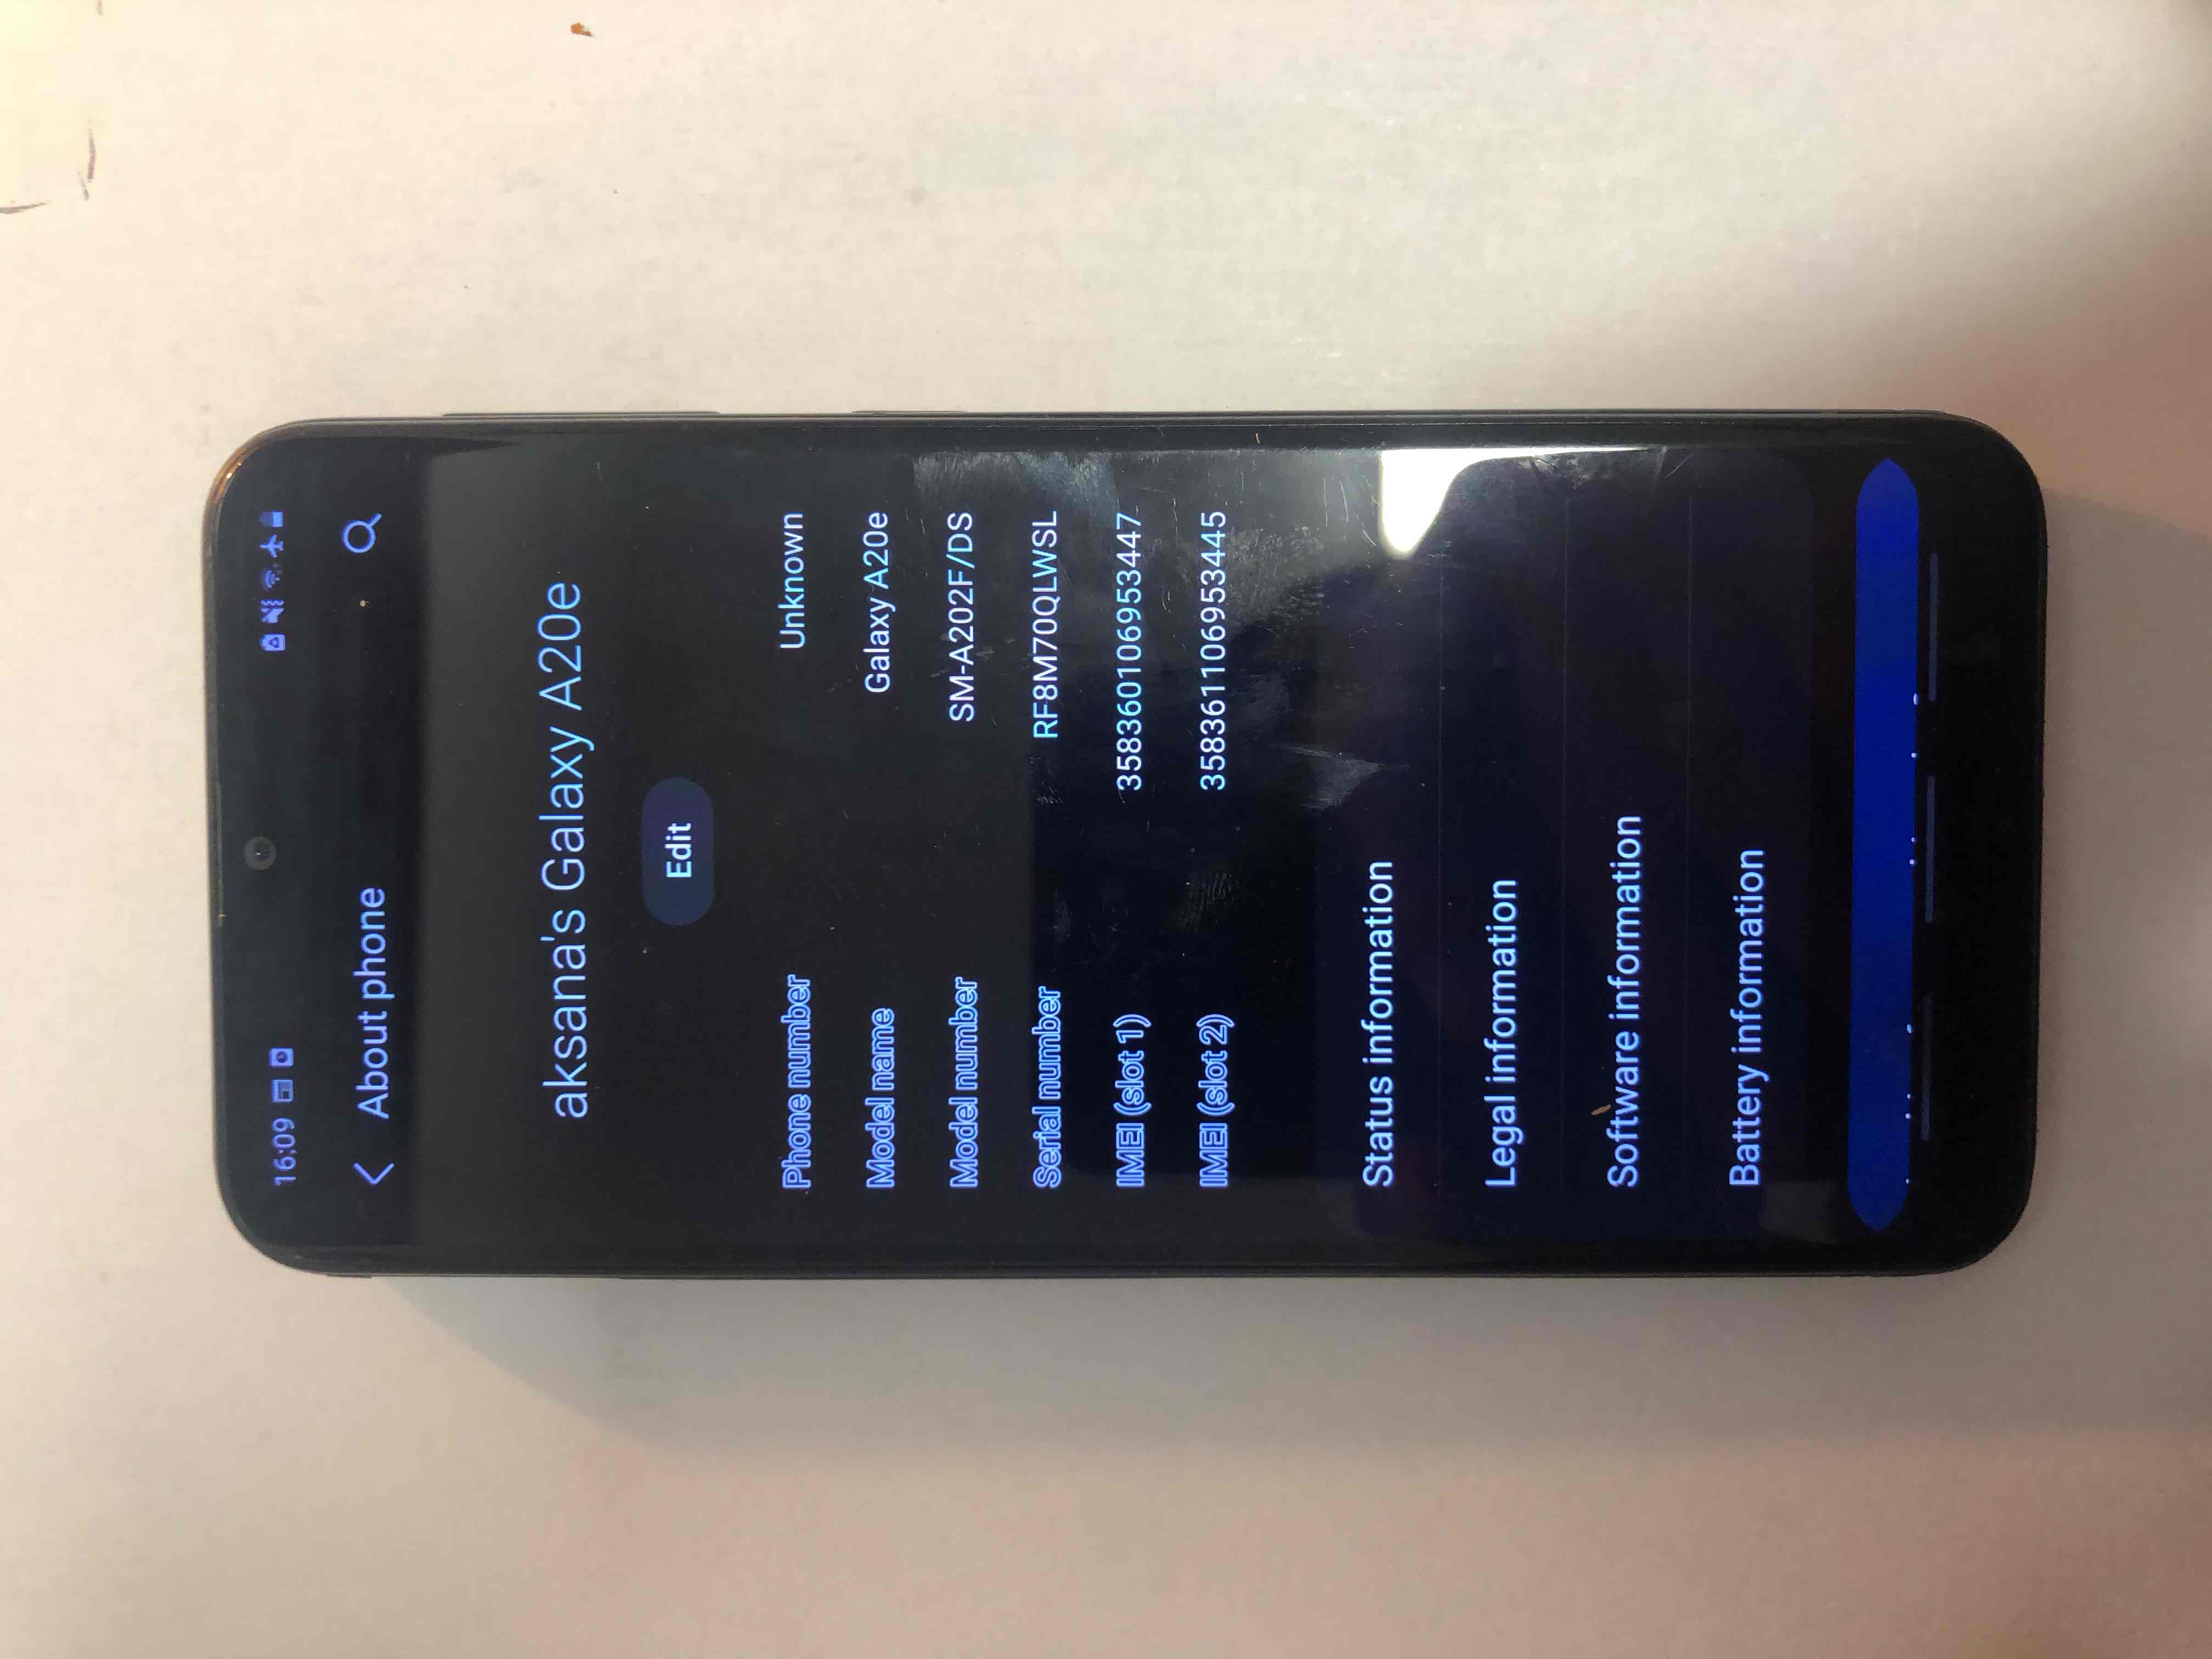 16:09
About phone
aksana's Galaxy A20e
Edit
Phone number Unknown
Model name Galaxy A20e
Model number SM-A202F/DS
Serial number RF8M70QLWSL
IMEI (slot 1) 358360106953447
IMEI (slot 2) 358361106953445
Status information
Legal information
Software information
Battery information